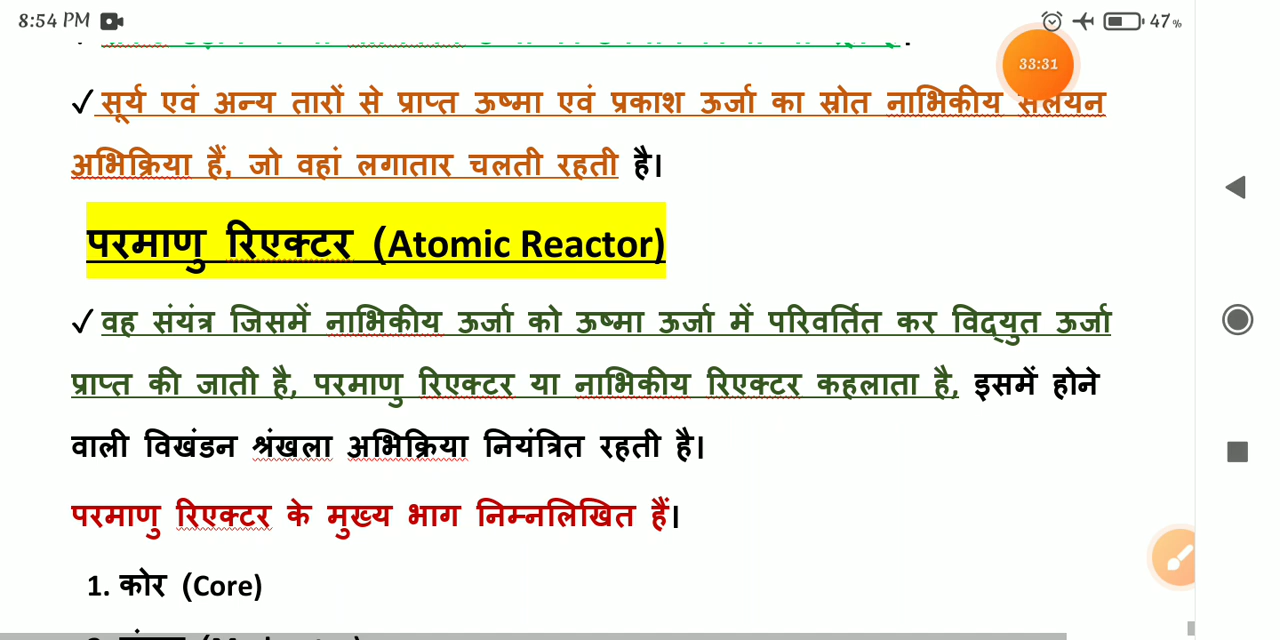 8:54 PM
47%
33:31
✓ सूर्य एवं अन्य तारों से प्राप्त ऊष्मा एवं प्रकाश ऊर्जा का स्रोत नाभिकीय संलयन
अभिक्रिया हैं, जो वहां लगातार चलती रहती है।
परमाणु रिएक्टर (Atomic Reactor)
✓ वह संयंत्र जिसमें नाभिकीय ऊर्जा को ऊष्मा ऊर्जा में परिवर्तित कर विद्युत ऊर्जा
प्राप्त की जाती है, परमाणु रिएक्टर या नाभिकीय रिएक्टर कहलाता है, इसमें होने
वाली विखंडन श्रंखला अभिक्रिया नियंत्रित रहती है।
परमाणु रिएक्टर के मुख्य भाग निम्नलिखित हैं।
1. कोर (Core)